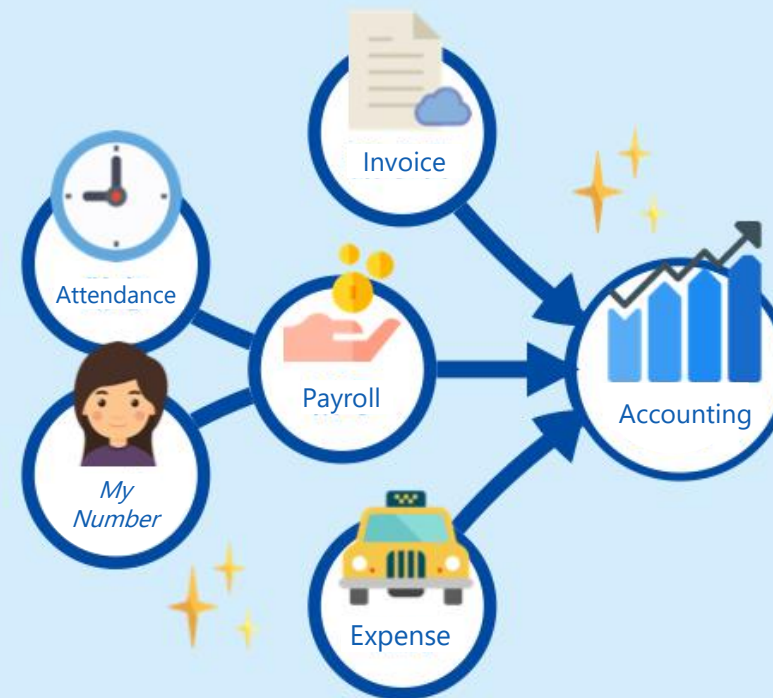 Invoice
Attendance
Payroll
Accounting
My
Number
Expense